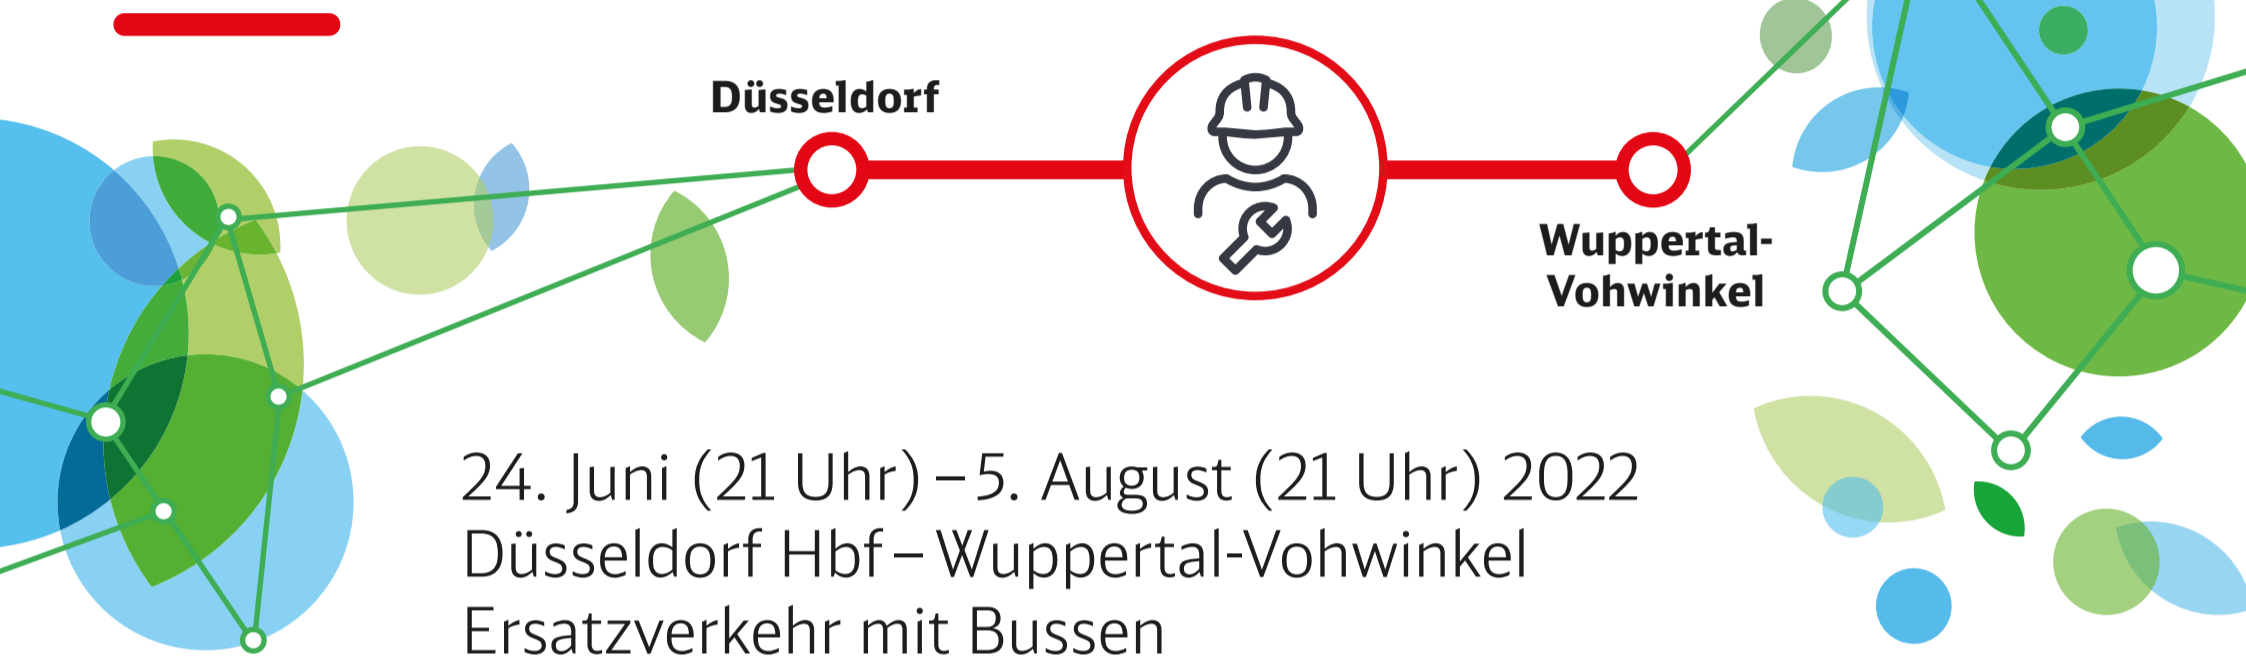 Düsseldorf
Wuppertal-
Vohwinkel
24. Juni (21 Uhr) – 5. August (21 Uhr) 2022
Düsseldorf Hbf – Wuppertal-Vohwinkel
Ersatzverkehr mit Bussen